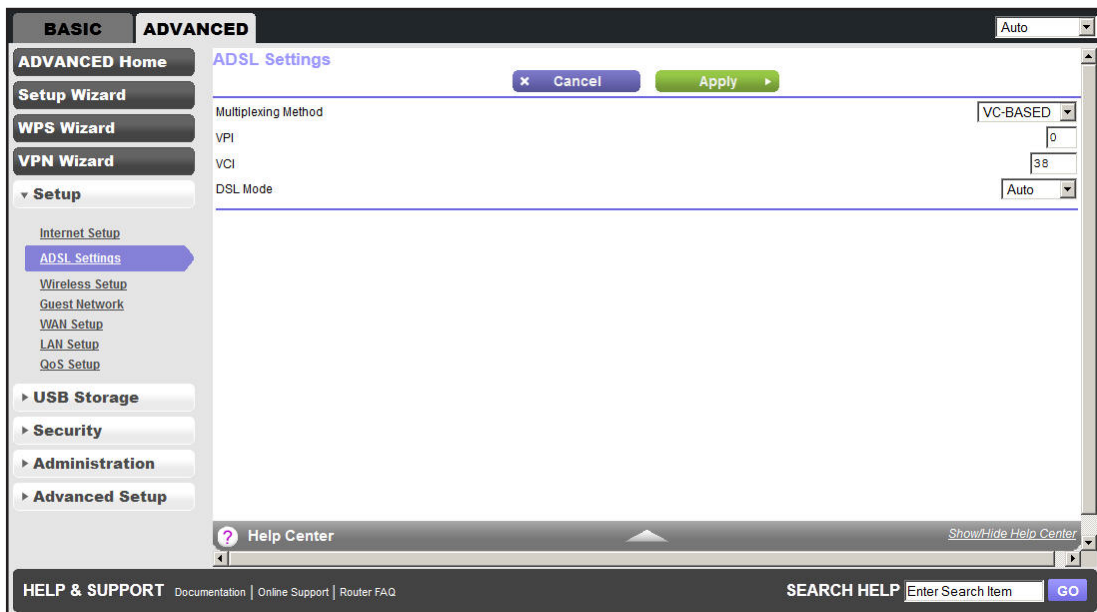 BASIC
ADVANCED
Auto
ADVANCED Home
Setup Wizard
WPS Wizard
VPN Wizard
Setup
Internet Setup
ADSL Settings
Wireless Setup
Guest Network
WAN Setup
LAN Setup
QoS Setup
USB Storage
Security
Administration
Advanced Setup
ADSL Settings
Cancel
Apply
Multiplexing Method VC-BASED
VPI 0
VCI 38
DSL Mode Auto
? Help Center
Show/Hide Help Center
HELP & SUPPORT Documentation | Online Support | Router FAQ
SEARCH HELP Enter Search Item GO